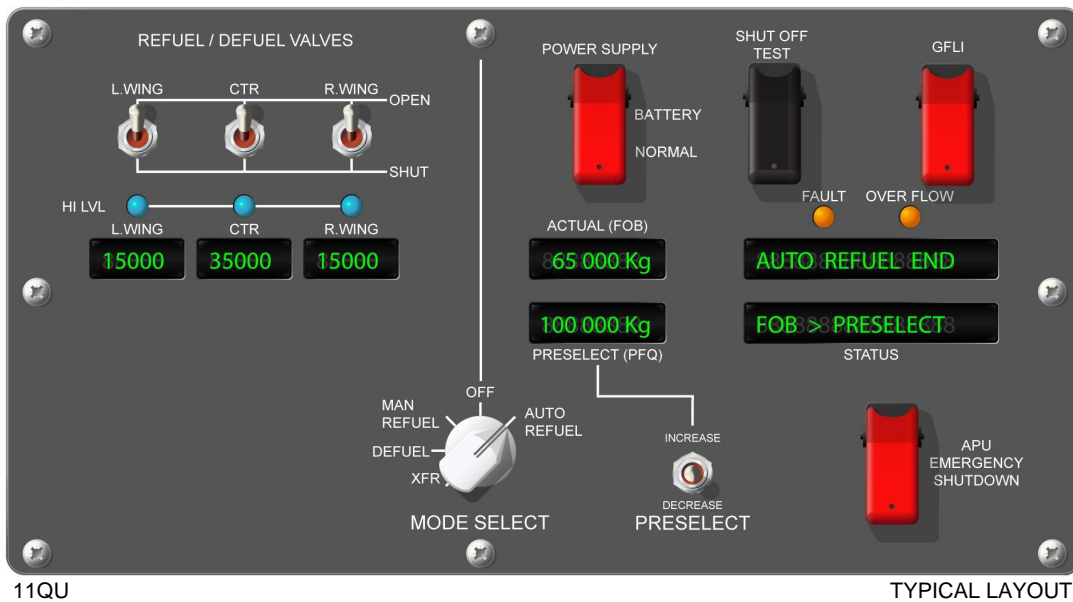 REFUEL / DEFUEL VALVES
L.WING CTR R.WING
OPEN
SHUT
HI LVL
L.WING CTR R.WING
15000 35000 15000
POWER SUPPLY
BATTERY
NORMAL
SHUT OFF
TEST
GFLI
FAULT OVER FLOW
ACTUAL (FOB)
65 000 Kg
AUTO REFUEL END
100 000 Kg
PRESELECT (PFQ)
FOB > PRESELECT
STATUS
OFF
MAN
REFUEL
AUTO
REFUEL
DEFUEL
XFR
MODE SELECT
INCREASE
DECREASE
PRESELECT
APU
EMERGENCY
SHUTDOWN
11QU
TYPICAL LAYOUT